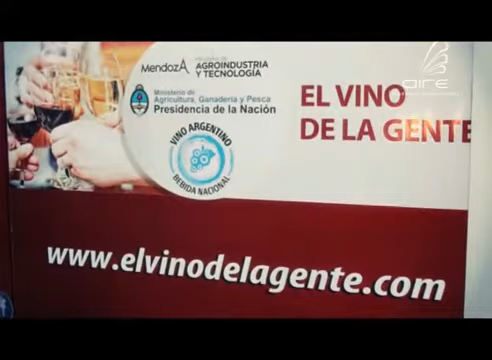 aire
Mendoza
AGROINDUSTRIA
Y TECNOLOGÍA
Ministerio de
Agricultura, Ganadería y Pesca
Presidencia de la Nación
EL VINO
DE LA GENTE
VINO ARGENTINO
BEBIDA NACIONAL
www.elvinodelagente.com